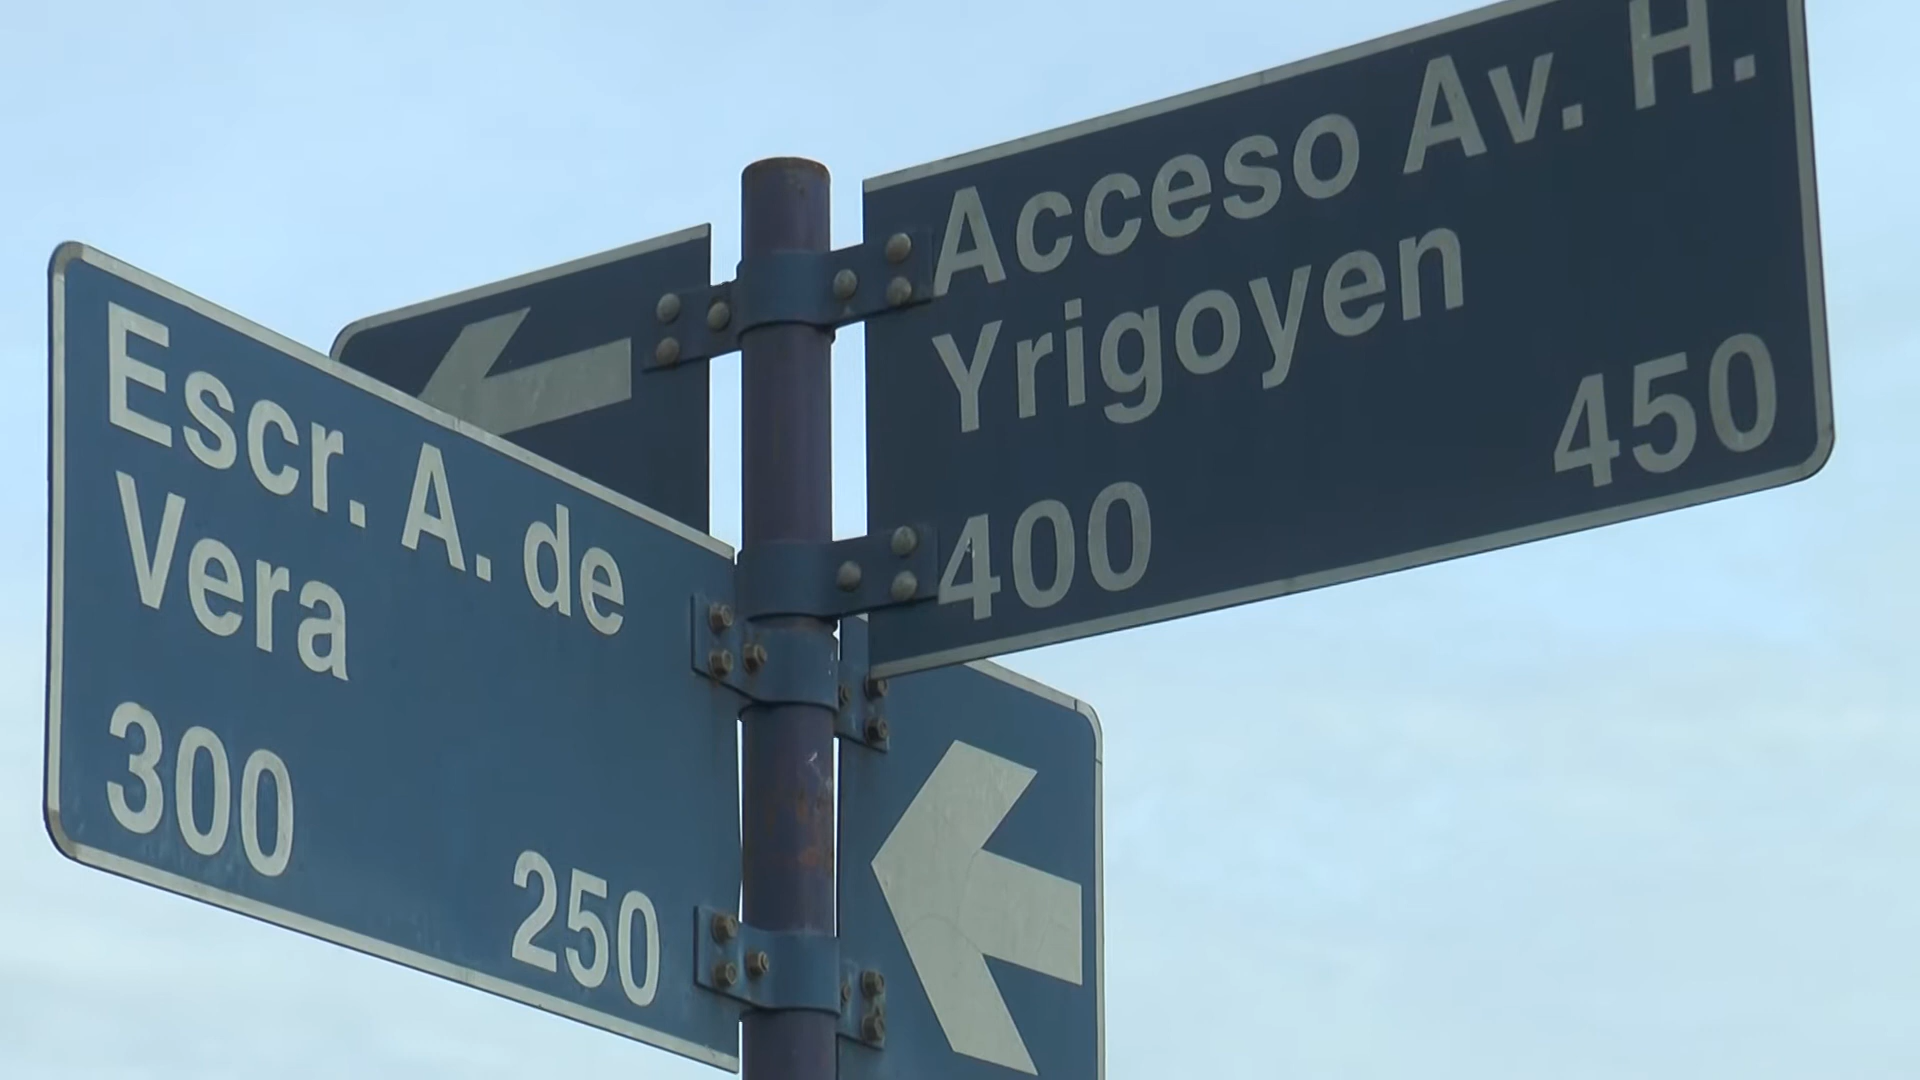 Escr. A. de
Vera
300 250
Acceso Av. H.
Yrigoyen
400 450